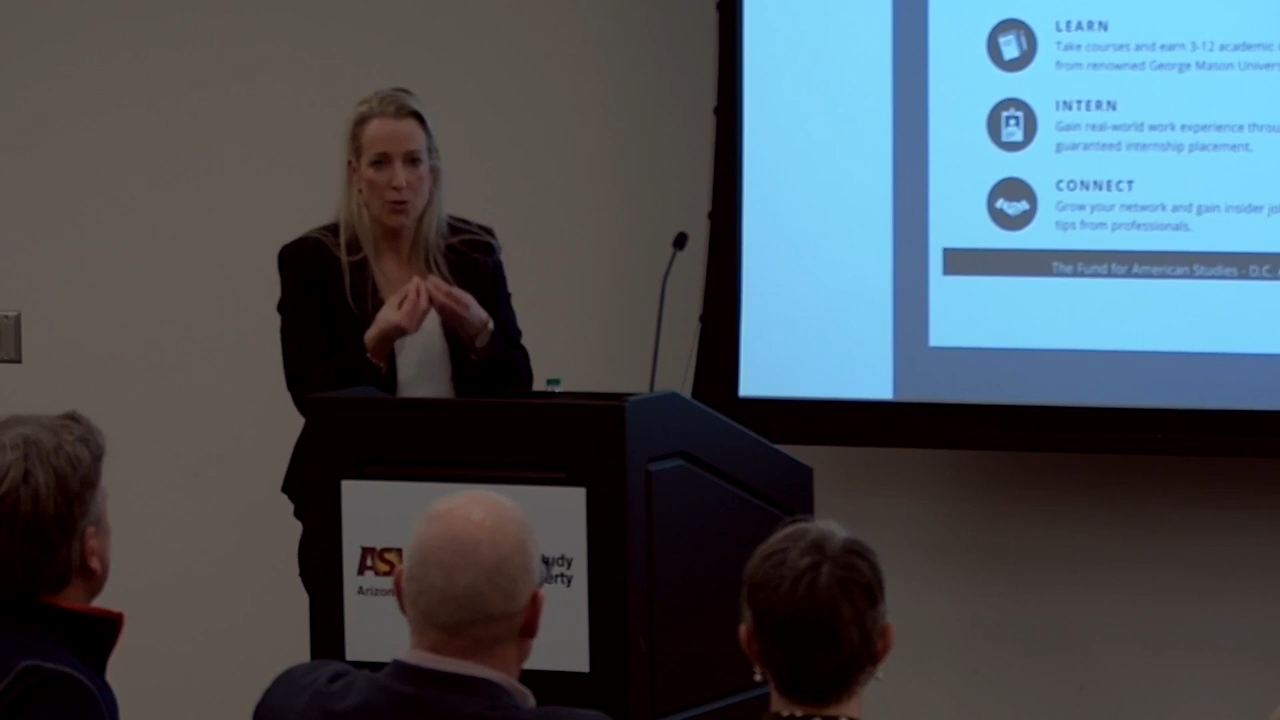 LEARN
Take courses and earn 3-12 academic
from renowned George Mason Univers
INTERN
Gain real-world work experience throu
guaranteed internship placement.
CONNECT
Grow your network and gain insider jo
tips from professionals.
The Fund for American Studies - D.C.
ASU
Arizon
udy
erty